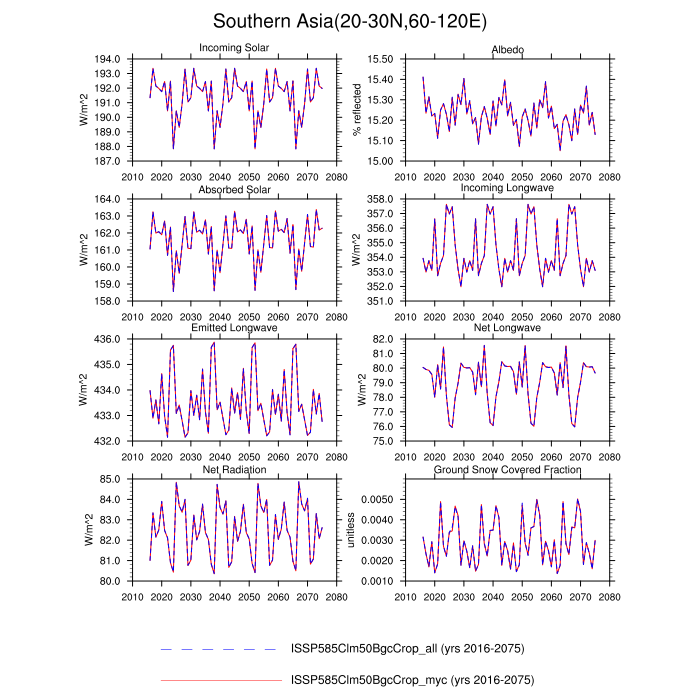 Southern Asia(20-30N,60-120E)
Incoming Solar
W/m^2
194.0
193.0
192.0
191.0
190.0
189.0
188.0
187.0
2010 2020 2030 2040 2050 2060 2070 2080
Albedo
% reflected
15.50
15.40
15.30
15.20
15.10
15.00
2010 2020 2030 2040 2050 2060 2070 2080
Absorbed Solar
W/m^2
164.0
163.0
162.0
161.0
160.0
159.0
158.0
2010 2020 2030 2040 2050 2060 2070 2080
Incoming Longwave
W/m^2
358.0
357.0
356.0
355.0
354.0
353.0
352.0
351.0
2010 2020 2030 2040 2050 2060 2070 2080
Emitted Longwave
W/m^2
436.0
435.0
434.0
433.0
432.0
2010 2020 2030 2040 2050 2060 2070 2080
Net Longwave
W/m^2
82.0
81.0
80.0
79.0
78.0
77.0
76.0
75.0
2010 2020 2030 2040 2050 2060 2070 2080
Net Radiation
W/m^2
85.0
84.0
83.0
82.0
81.0
80.0
2010 2020 2030 2040 2050 2060 2070 2080
Ground Snow Covered Fraction
unitless
0.0050
0.0040
0.0030
0.0020
0.0010
2010 2020 2030 2040 2050 2060 2070 2080
ISSP585Clm50BgcCrop_all (yrs 2016-2075)
ISSP585Clm50BgcCrop_myc (yrs 2016-2075)